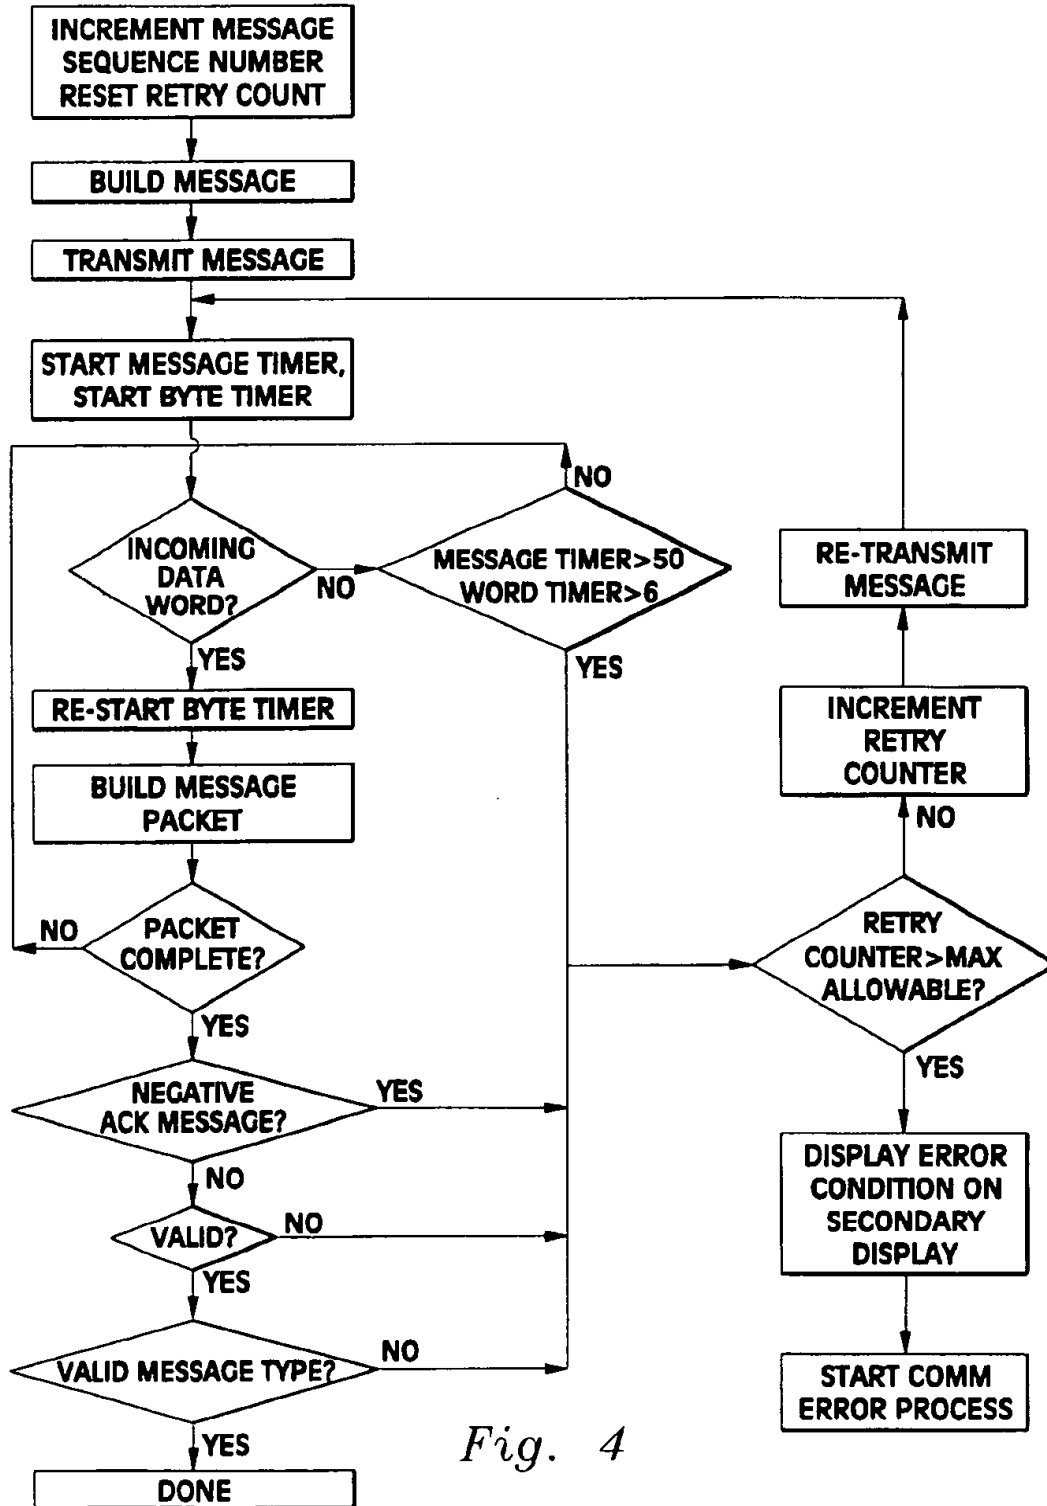 INCREMENT MESSAGE
SEQUENCE NUMBER
RESET RETRY COUNT
BUILD MESSAGE
TRANSMIT MESSAGE
START MESSAGE TIMER,
START BYTE TIMER
INCOMING
DATA
WORD?
NO
YES
MESSAGE TIMER>50
WORD TIMER>6
NO
YES
RE-START BYTE TIMER
BUILD MESSAGE
PACKET
PACKET
COMPLETE?
NO
YES
NEGATIVE
ACK MESSAGE?
YES
NO
VALID?
NO
YES
VALID MESSAGE TYPE?
NO
YES
DONE
RE-TRANSMIT
MESSAGE
INCREMENT
RETRY
COUNTER
NO
RETRY
COUNTER>MAX
ALLOWABLE?
YES
DISPLAY ERROR
CONDITION ON
SECONDARY
DISPLAY
START COMM
ERROR PROCESS
Fig. 4